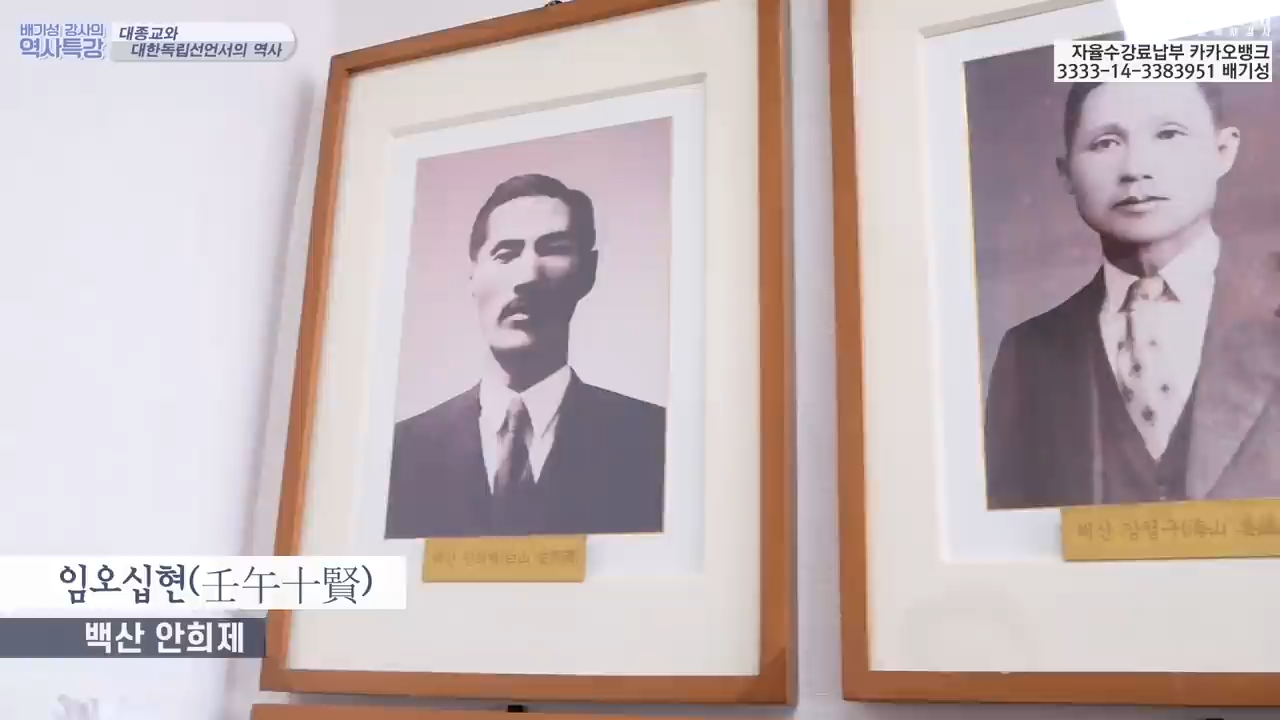 배기성 강사의
역사특강
대종교와
대한독립선언서의 역사
자율수강료납부 카카오뱅크
3333-14-3383951 배기성
임오십현(壬午十賢)
백산 안희제